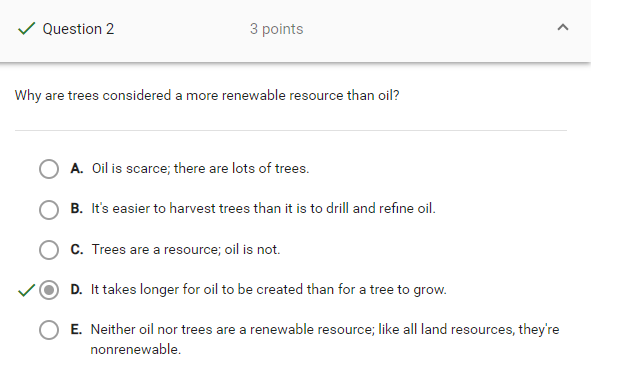 Question 2 3 points
Why are trees considered a more renewable resource than oil?
A. Oil is scarce; there are lots of trees.
B. It's easier to harvest trees than it is to drill and refine oil.
C. Trees are a resource; oil is not.
D. It takes longer for oil to be created than for a tree to grow.
E. Neither oil nor trees are a renewable resource; like all land resources, they're
nonrenewable.